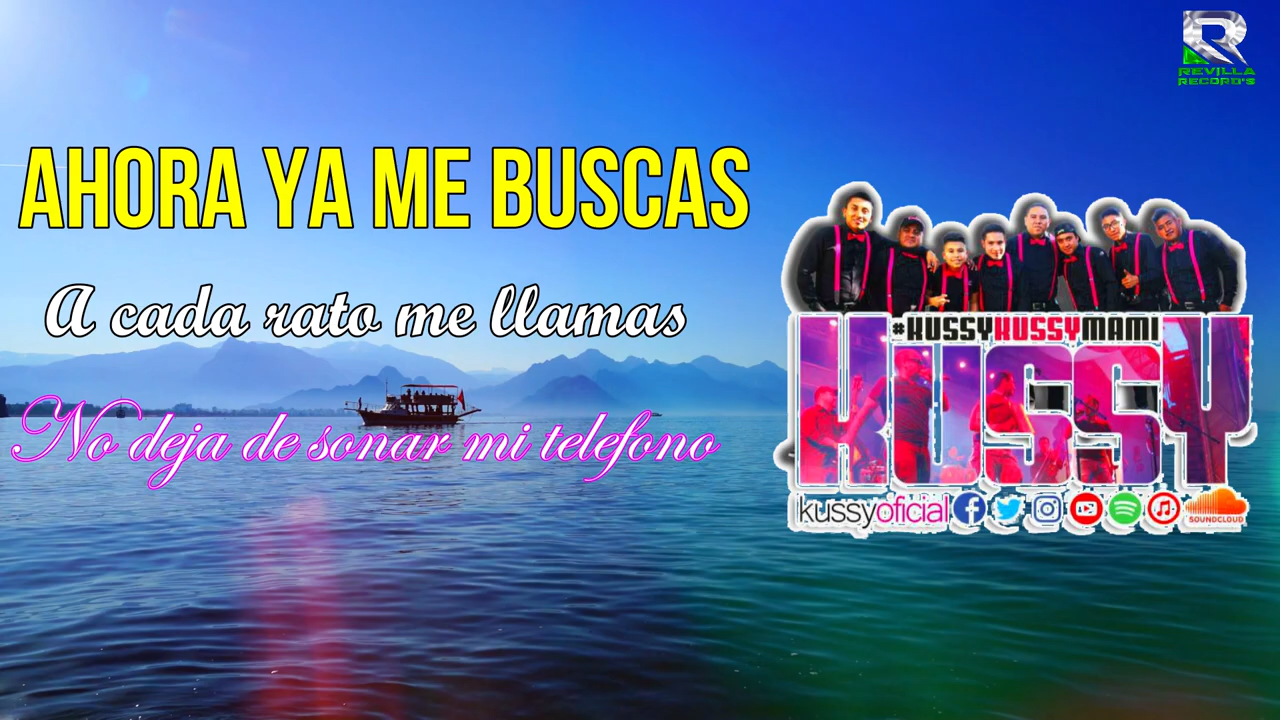 R
REVILLA
RECORD'S
AHORA YA ME BUSCAS
A cada rato me llamas
No deja de sonar mi telefono
#KUSSYKUSSYMAMI
KUSSY
kussyoficial
SOUNDCLOUD